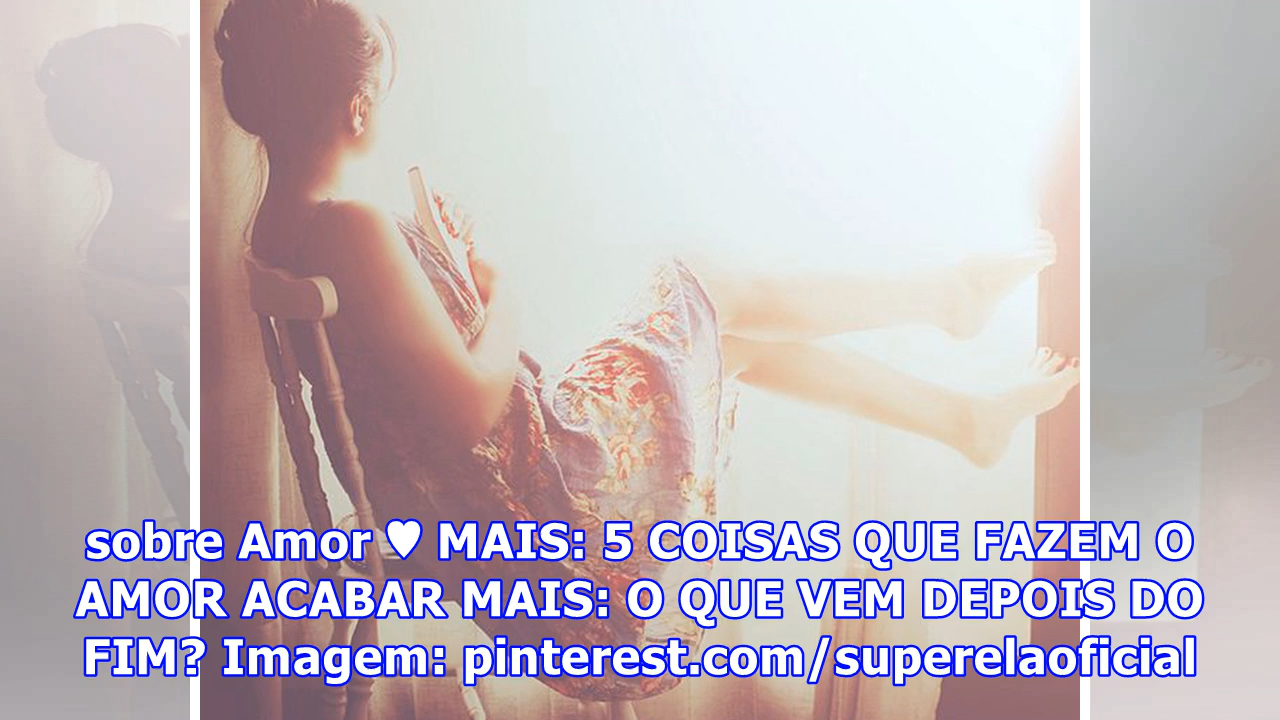 sobre Amor ♥ MAIS: 5 COISAS QUE FAZEM O
AMOR ACABAR MAIS: O QUE VEM DEPOIS DO
FIM? Imagem: pinterest.com/superelaoficial